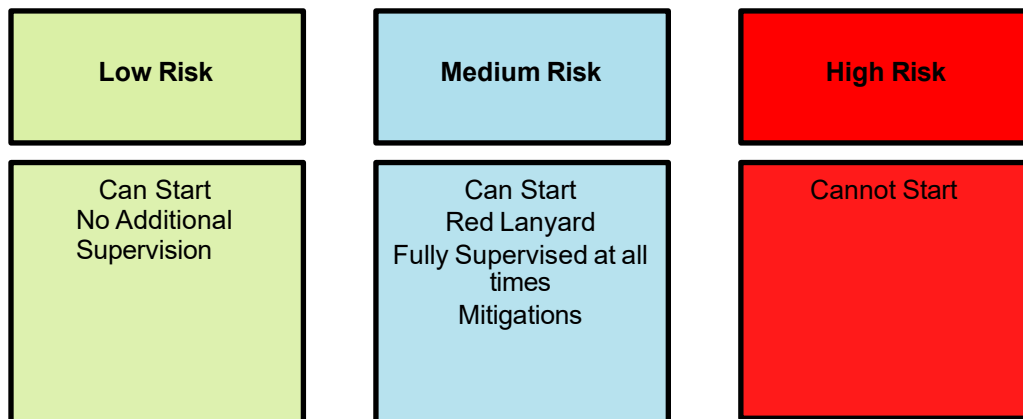 Low Risk
Medium Risk
High Risk
Can Start
No Additional
Supervision
Can Start
Red Lanyard
Fully Supervised at all
times
Mitigations
Cannot Start